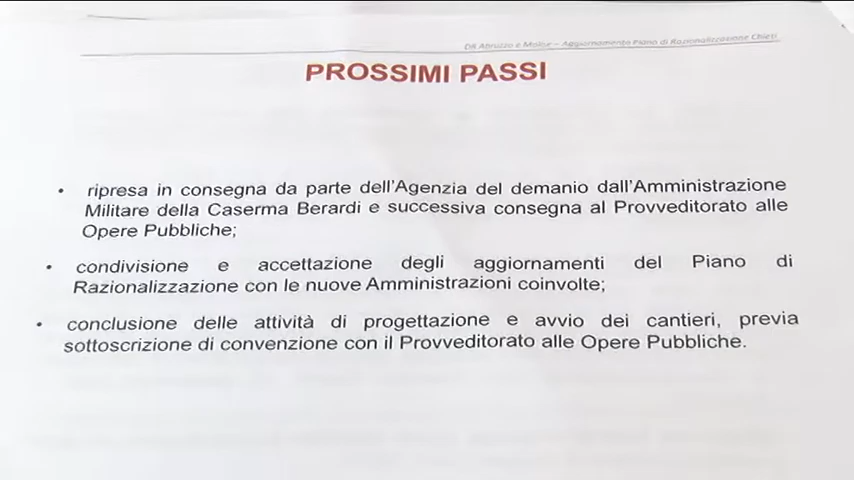 DR Abruzzo e Molise – Aggiornamento Piano di Razionalizzazione Chieti
PROSSIMI PASSI
• ripresa in consegna da parte dell'Agenzia del demanio dall'Amministrazione
Militare della Caserma Berardi e successiva consegna al Provveditorato alle
Opere Pubbliche;
• condivisione e accettazione degli aggiornamenti del Piano di
Razionalizzazione con le nuove Amministrazioni coinvolte;
• conclusione delle attività di progettazione e avvio dei cantieri, previa
sottoscrizione di convenzione con il Provveditorato alle Opere Pubbliche.